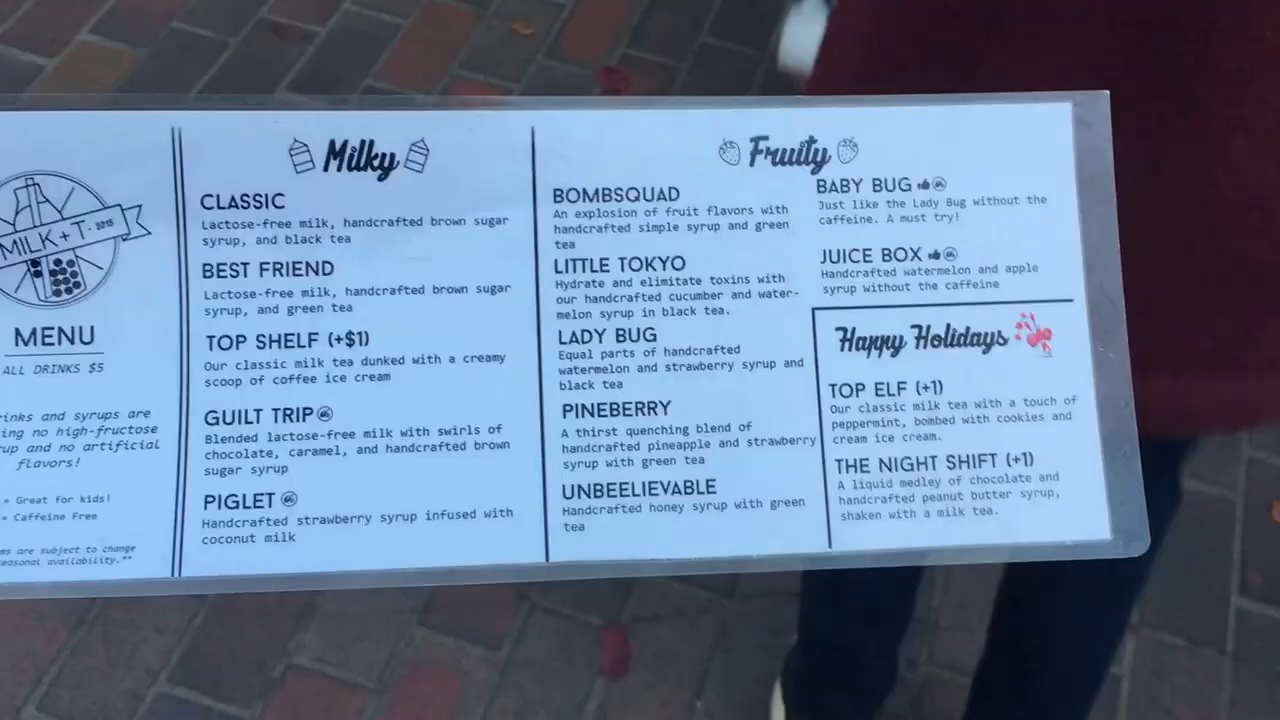 MILK + T. 2015
MENU
ALL DRINKS $5
and syrups are
no high-fructose
and no artificial
flavors!
= Great for kids!
= Caffeine Free
are subject to change
availability.**
Milky
CLASSIC
Lactose-free milk, handcrafted brown sugar
syrup, and black tea
BEST FRIEND
Lactose-free milk, handcrafted brown sugar
syrup, and green tea
TOP SHELF (+$1)
Our classic milk tea dunked with a creamy
scoop of coffee ice cream
GUILT TRIP
Blended lactose-free milk with swirls of
chocolate, caramel, and handcrafted brown
sugar syrup
PIGLET
Handcrafted strawberry syrup infused with
coconut milk
Fruity
BOMBSQUAD
An explosion of fruit flavors with
handcrafted simple syrup and green
tea
LITTLE TOKYO
Hydrate and elimitate toxins with
our handcrafted cucumber and water-
melon syrup in black tea.
LADY BUG
Equal parts of handcrafted
watermelon and strawberry syrup and
black tea
PINEBERRY
A thirst quenching blend of
handcrafted pineapple and strawberry
syrup with green tea
UNBEELIEVABLE
Handcrafted honey syrup with green
tea
BABY BUG
Just like the Lady Bug without the
caffeine. A must try!
JUICE BOX
Handcrafted watermelon and apple
syrup without the caffeine
Happy Holidays
TOP ELF (+1)
Our classic milk tea with a touch of
peppermint, bombed with cookies and
cream ice cream.
THE NIGHT SHIFT (+1)
A liquid medley of chocolate and
handcrafted peanut butter syrup,
shaken with a milk tea.